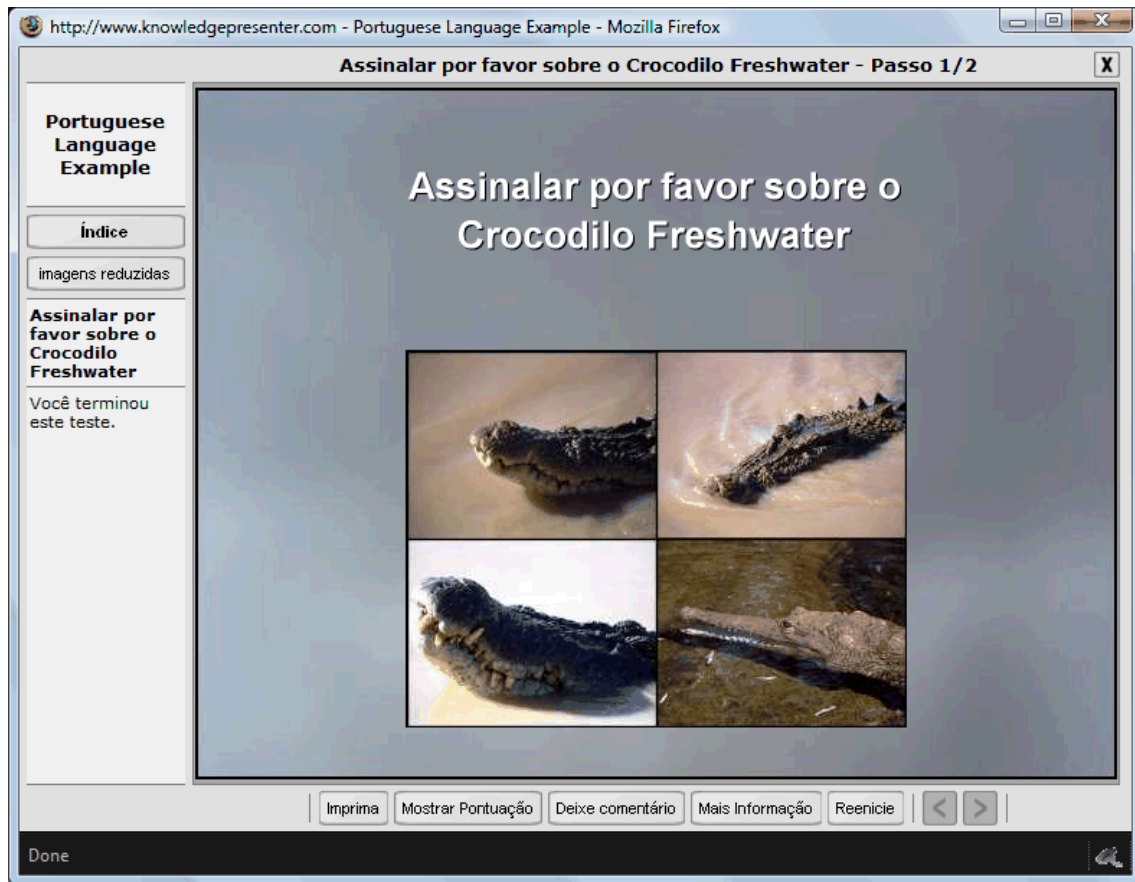 http://www.knowledgepresenter.com - Portuguese Language Example - Mozilla Firefox
Assinalar por favor sobre o Crocodilo Freshwater - Passo 1/2
X
Portuguese
Language
Example
Índice
imagens reduzidas
Assinalar por
favor sobre o
Crocodilo
Freshwater
Você terminou
este teste.
Assinalar por favor sobre o
Crocodilo Freshwater
Imprima
Mostrar Pontuação
Deixe comentário
Mais Informação
Reenicie
<
>
Done